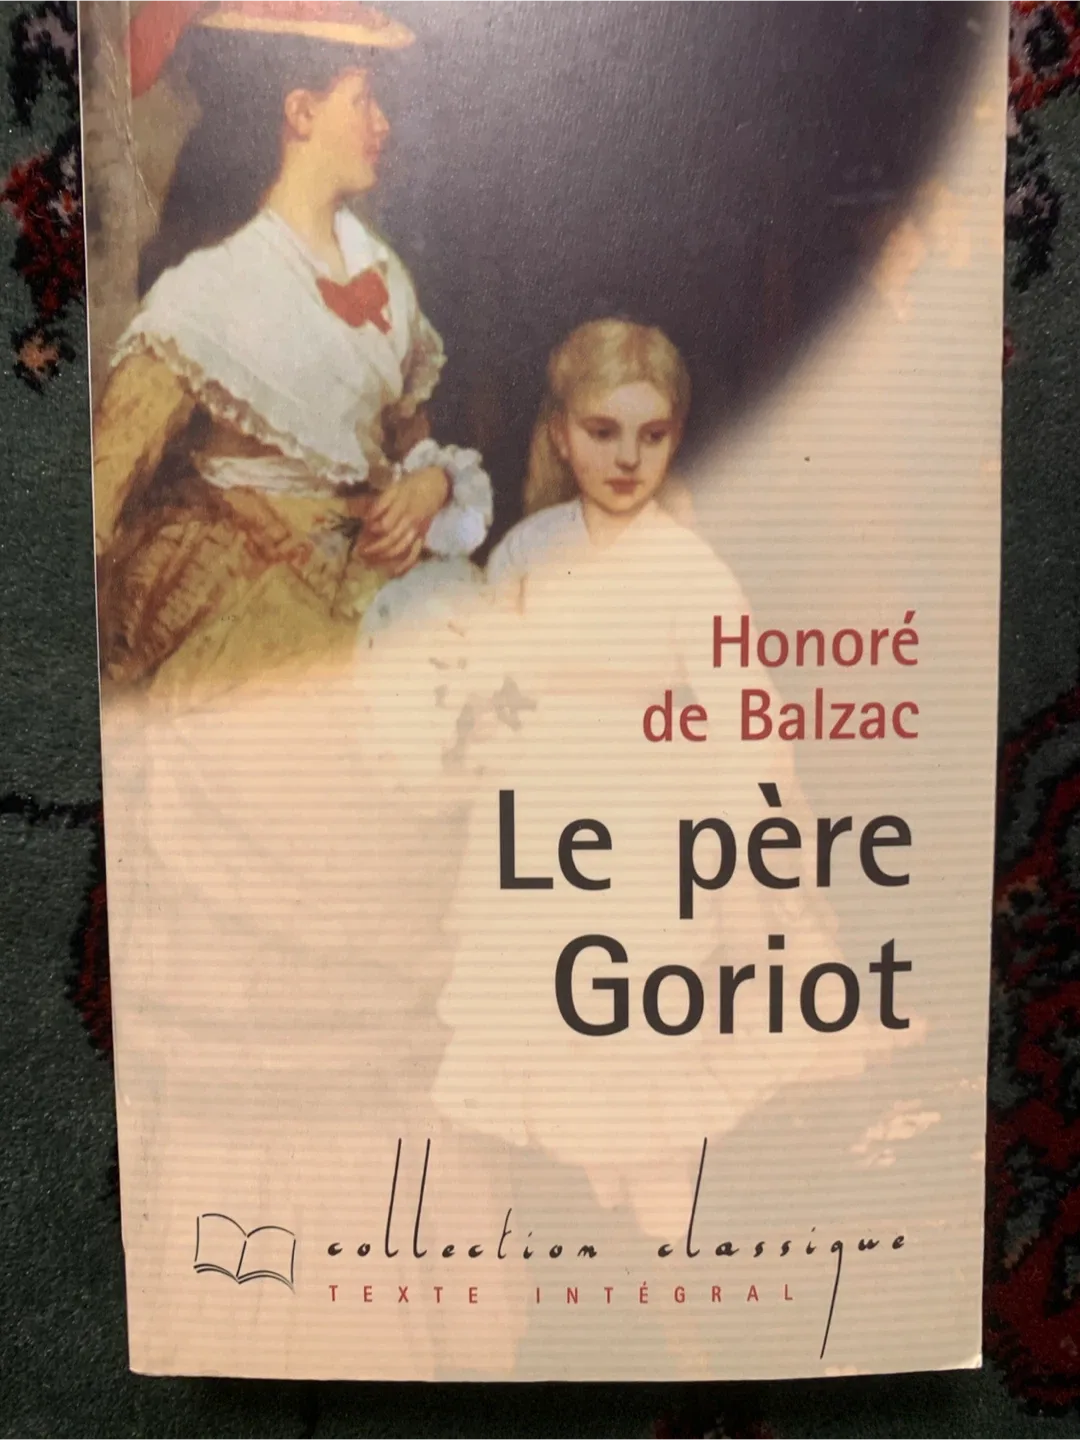 Honoré
de Balzac
Le père
Goriot
collection classique
TEXTE INTÉGRAL